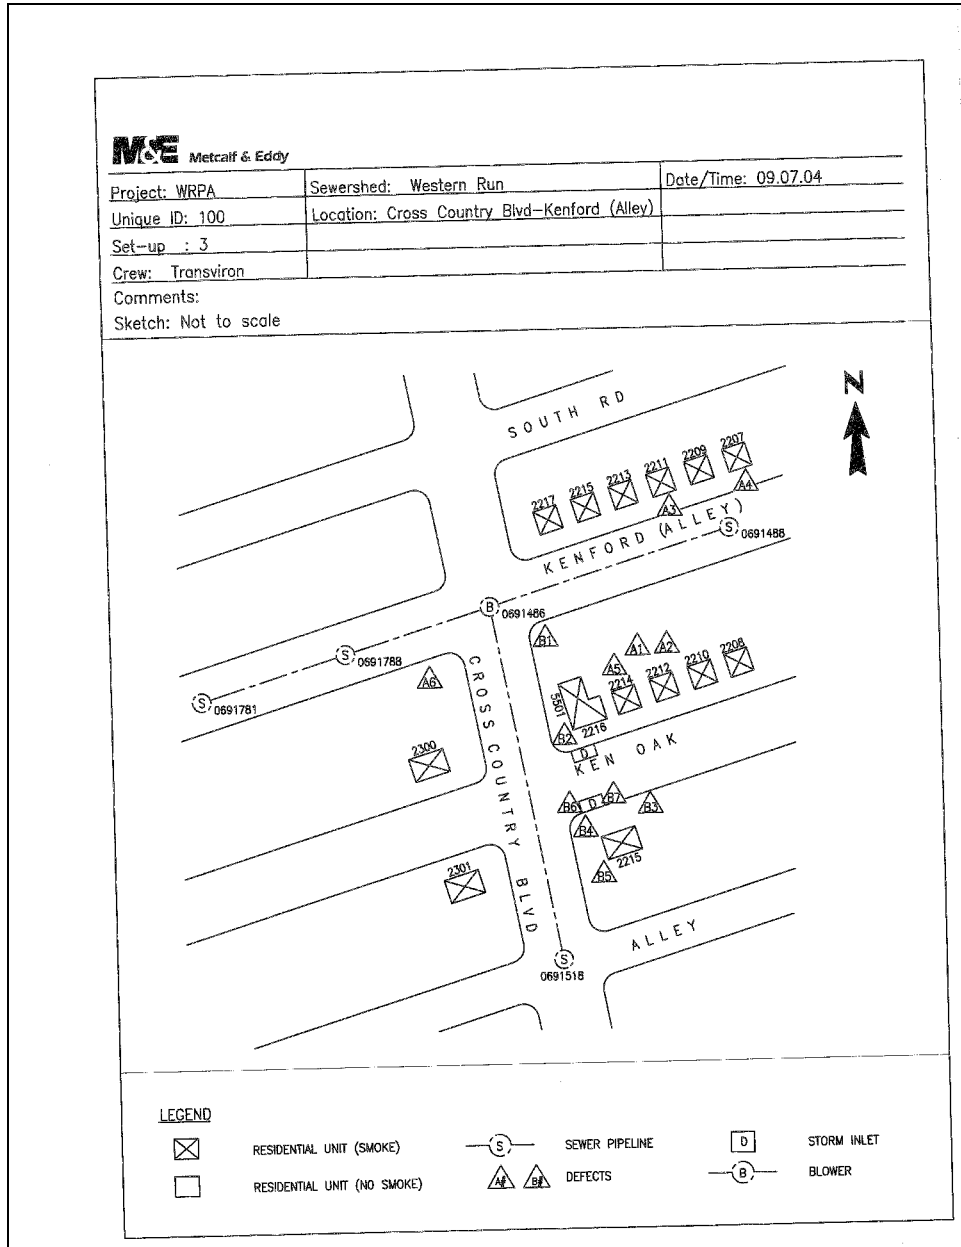 M&E Metcalf & Eddy
Project: WRPA
Sewershed: Western Run
Date/Time: 09.07.04
Unique ID: 100
Location: Cross Country Blvd-Kenford (Alley)
Set-up : 3
Crew: Transviron
Comments:
Sketch: Not to scale
N
SOUTH RD
2217
2215
2213
2211
2209
2207
A3
A4
KENFORD (ALLEY)
S
0691488
B
0691486
S
0691788
S
0691781
A6
B1
A1
A2
A5
5501
2216
2214
2212
2210
2208
B2
D
KEN OAK
CROSS COUNTRY BLVD
2300
B6
D
B7
B3
B4
2215
B5
2301
ALLEY
S
0691518
LEGEND
RESIDENTIAL UNIT (SMOKE)
S SEWER PIPELINE
D STORM INLET
RESIDENTIAL UNIT (NO SMOKE)
A# B# DEFECTS
B BLOWER